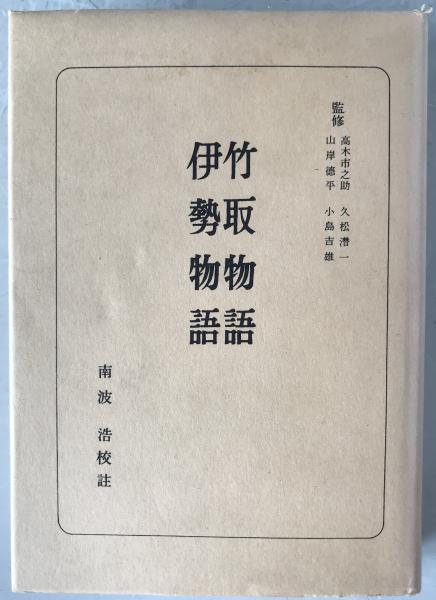 監修
高木市之助 久松潜一
山岸德平 小島吉雄
竹取物語
伊勢物語
南波 浩校註